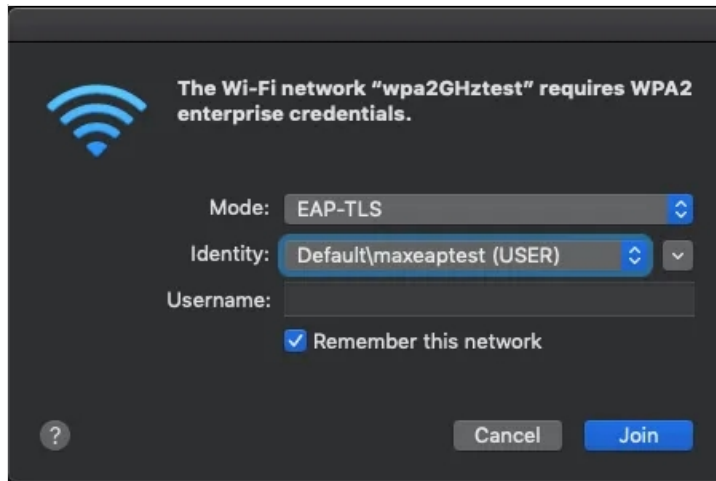 The Wi-Fi network “wpa2GHztest” requires WPA2
enterprise credentials.
Mode: EAP-TLS
Identity: Default\maxeaptest (USER)
Username:
Remember this network
? Cancel Join